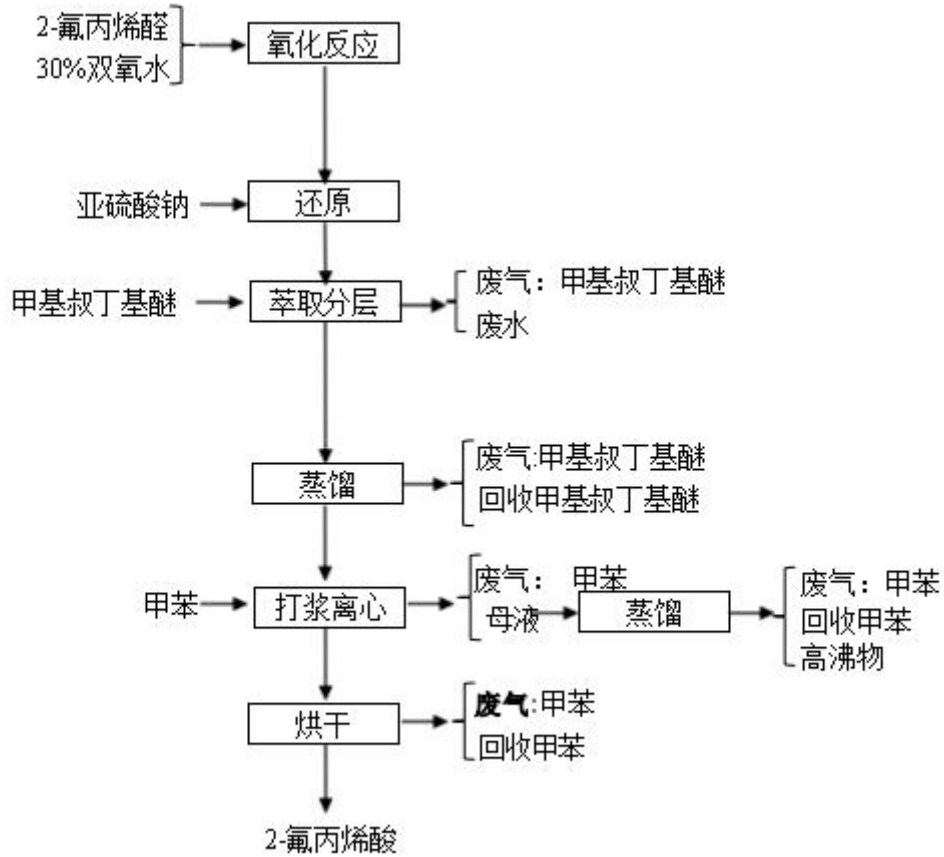 2-氟丙烯醛
30%双氧水
氧化反应
亚硫酸钠
还原
甲基叔丁基醚
萃取分层
废气：甲基叔丁基醚
废水
蒸馏
废气:甲基叔丁基醚
回收甲基叔丁基醚
甲苯
打浆离心
废气： 甲苯
母液
蒸馏
废气：甲苯
回收甲苯
高沸物
烘干
废气:甲苯
回收甲苯
2-氟丙烯酸